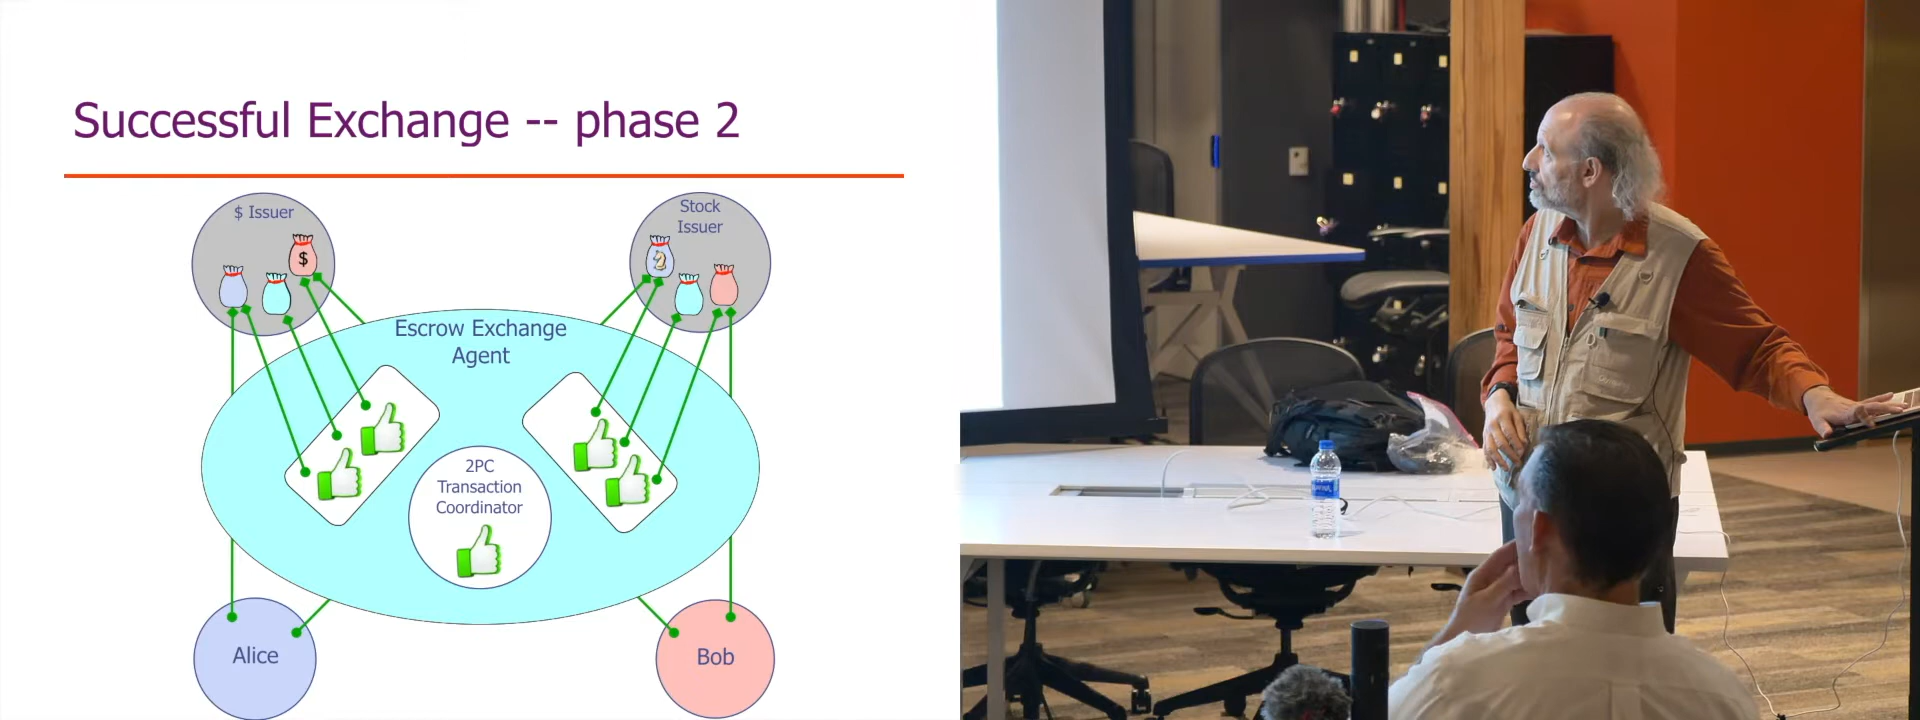 Successful Exchange -- phase 2
$ Issuer
$
Stock
Issuer
Escrow Exchange
Agent
2PC
Transaction
Coordinator
Alice
Bob